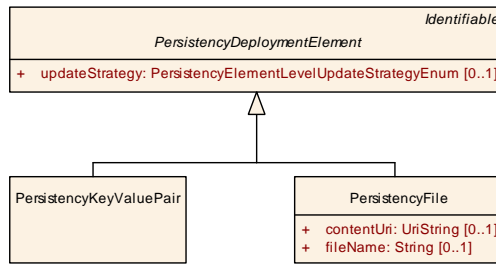 Identifiable
PersistencyDeploymentElement
+ updateStrategy: PersistencyElementLevelUpdateStrategyEnum [0..1]
PersistencyKeyValuePair
PersistencyFile
+ contentUri: UriString [0..1]
+ fileName: String [0..1]